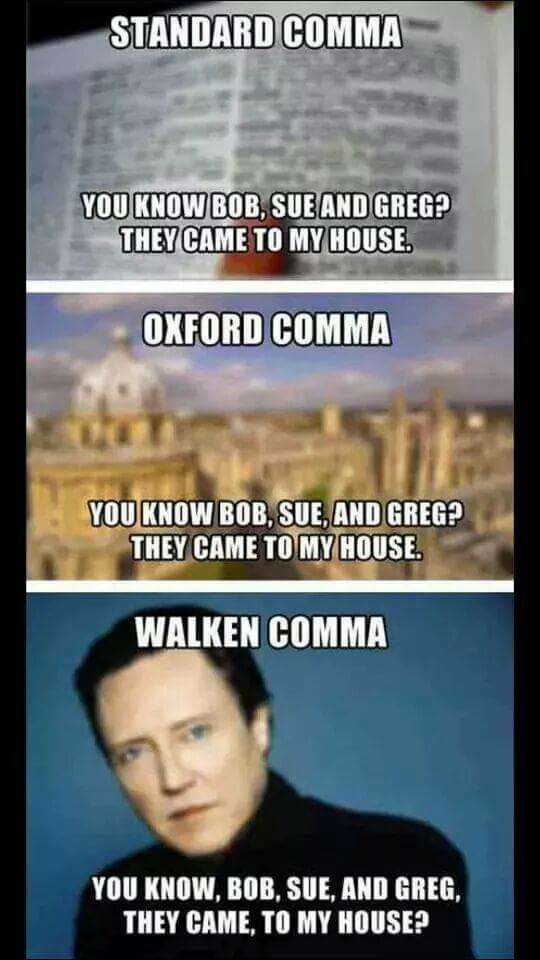 STANDARD COMMA
YOU KNOW BOB, SUE AND GREG?
THEY CAME TO MY HOUSE.
OXFORD COMMA
YOU KNOW BOB, SUE, AND GREG?
THEY CAME TO MY HOUSE.
WALKEN COMMA
YOU KNOW, BOB, SUE, AND GREG,
THEY CAME, TO MY HOUSE?